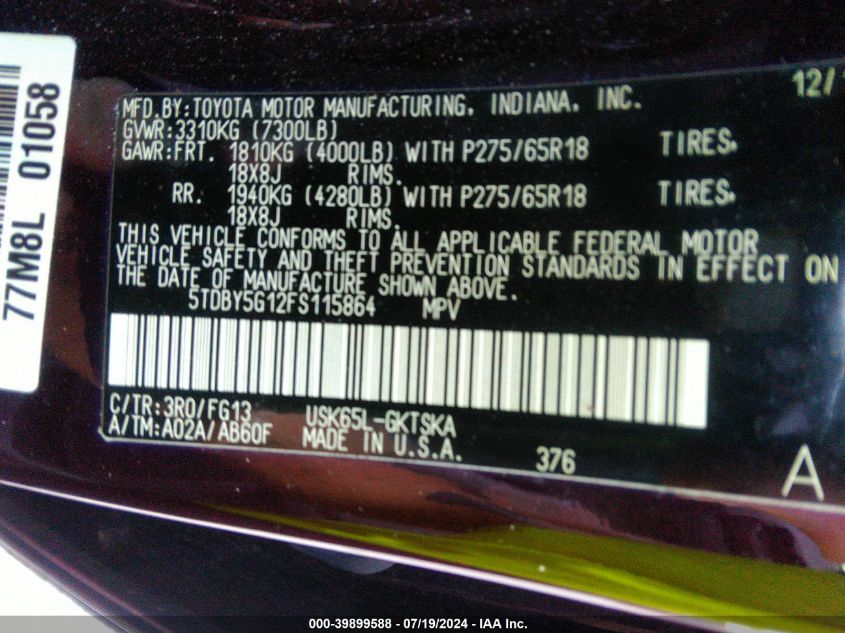 77M8L 01058
12/
MFD.BY:TOYOTA MOTOR MANUFACTURING, INDIANA, INC.
GVWR:3310KG (7300LB)
GAWR:FRT. 1810KG (4000LB) WITH P275/65R18 TIRES,
18X8J RIMS.
RR. 1940KG (4280LB) WITH P275/65R18 TIRES,
18X8J RIMS.
THIS VEHICLE CONFORMS TO ALL APPLICABLE FEDERAL MOTOR
VEHICLE SAFETY AND THEFT PREVENTION STANDARDS IN EFFECT ON
THE DATE OF MANUFACTURE SHOWN ABOVE.
5TDBY5G12FS115864 MPV
C/TR:3R0/FG13 USK65L-GKTSKA
A/TM:A02A/AB60F MADE IN U.S.A.
376
A
000-39899588 - 07/19/2024 - IAA Inc.